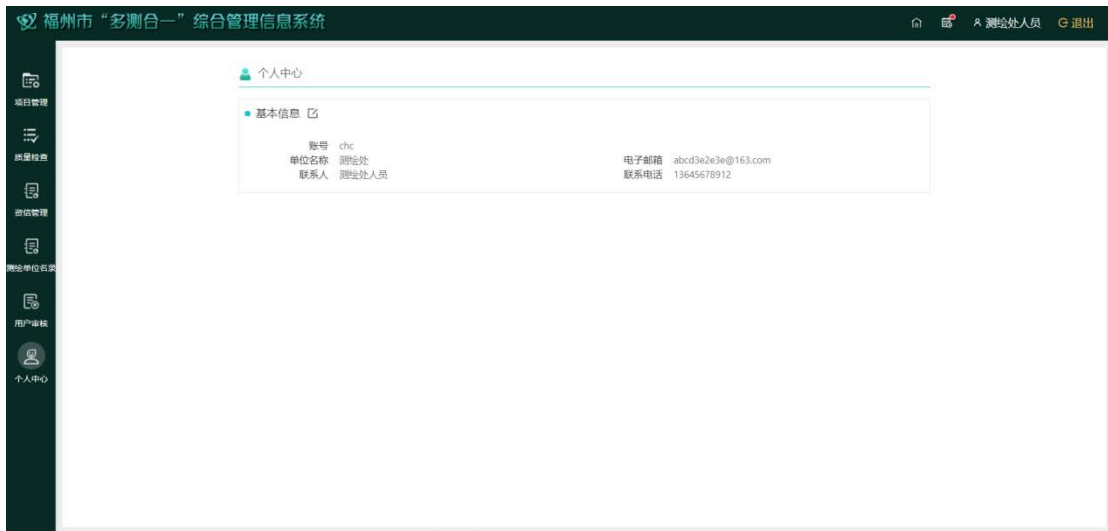 福州市“多测合一”综合管理信息系统
测绘处人员 退出
项目管理
质量检查
资信管理
测绘单位名录
用户审核
个人中心
个人中心
基本信息
账号 chc
单位名称 测绘处 电子邮箱 abcd3e2e3e@163.com
联系人 测绘处人员 联系电话 13645678912